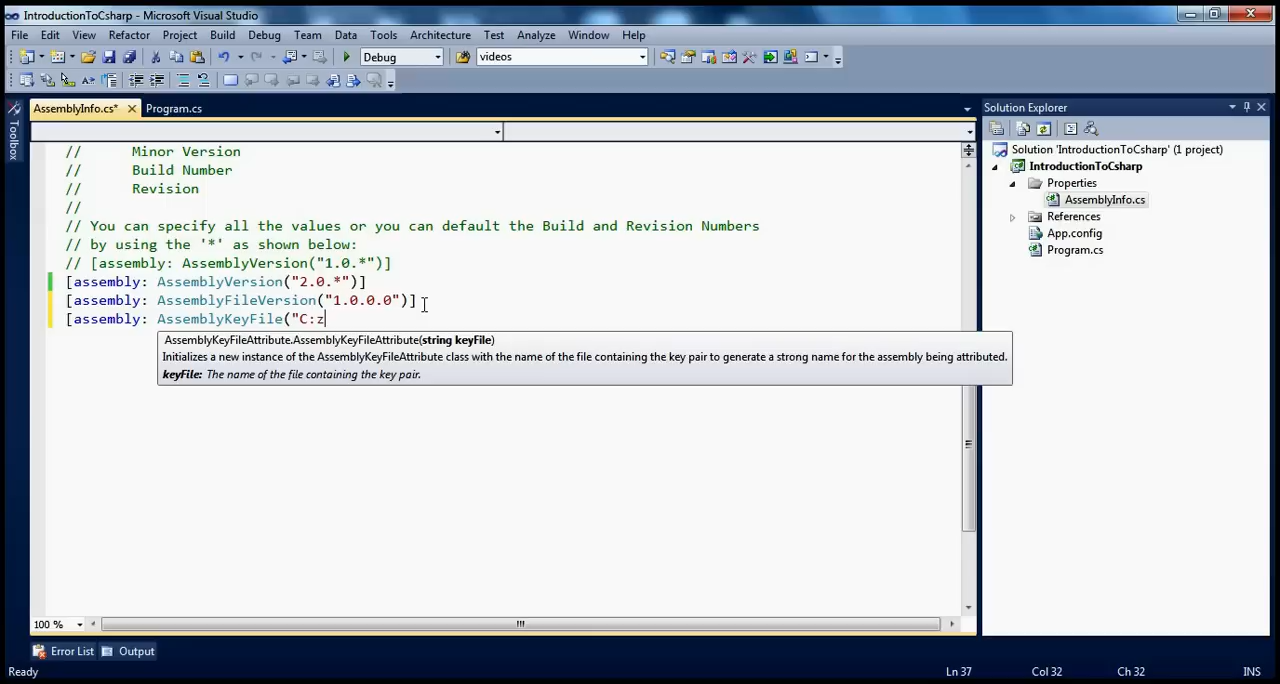 IntroductionToCsharp - Microsoft Visual Studio
File Edit View Refactor Project Build Debug Team Data Tools Architecture Test Analyze Window Help
Debug videos
AssemblyInfo.cs* Program.cs
Toolbox
// Minor Version
// Build Number
// Revision
//
// You can specify all the values or you can default the Build and Revision Numbers
// by using the '*' as shown below:
// [assembly: AssemblyVersion("1.0.*")]
[assembly: AssemblyVersion("2.0.*")]
[assembly: AssemblyFileVersion("1.0.0.0")]
[assembly: AssemblyKeyFile("C:z
AssemblyKeyFileAttribute.AssemblyKeyFileAttribute(string keyFile)
Initializes a new instance of the AssemblyKeyFileAttribute class with the name of the file containing the key pair to generate a strong name for the assembly being attributed.
keyFile: The name of the file containing the key pair.
100 %
Solution Explorer
Solution 'IntroductionToCsharp' (1 project)
IntroductionToCsharp
Properties
AssemblyInfo.cs
References
App.config
Program.cs
Error List Output
Ready Ln 37 Col 32 Ch 32 INS